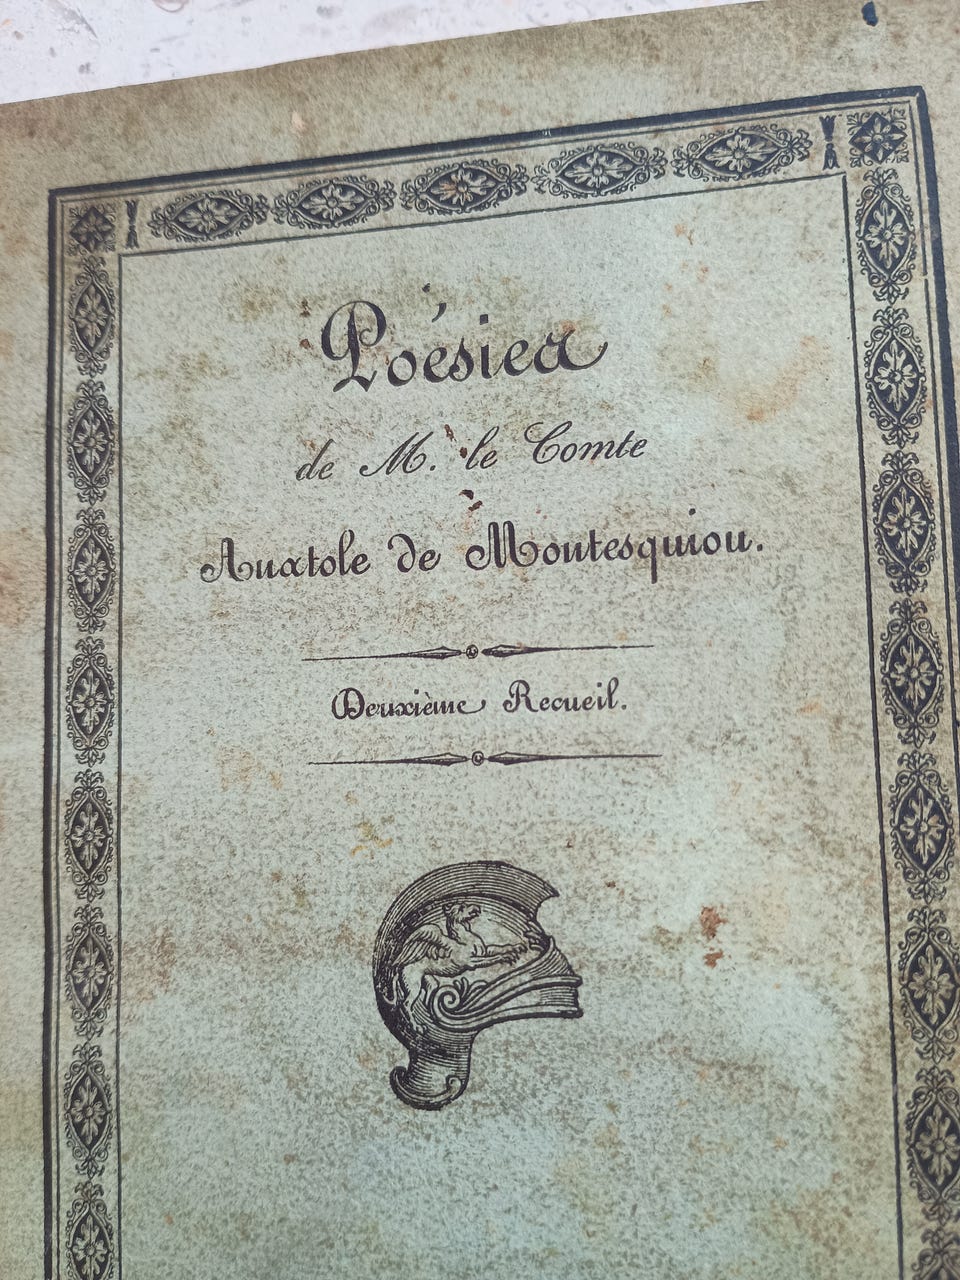 Poésies
de M. le Comte
Anatole de Montesquiou.
Deuxième Recueil.